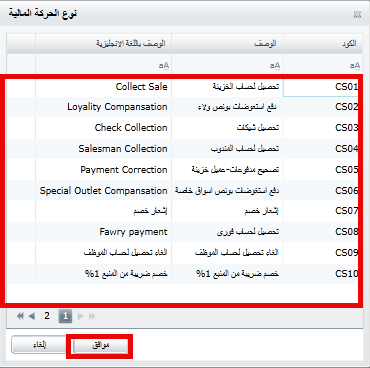 نوع الحركة المالية
الكود الوصف الوصف باللغة الانجليزية
aA aA aA
CS01 تحصيل لحساب الخزينة Collect Sale
CS02 دفع استعوضات بونص ولاء Loyality Compansation
CS03 تحصيل شيكات Check Collection
CS04 تحصيل لحساب المندوب Salesman Collection
CS05 تصحيح مدفوعات-عميل خزينة Payment Correction
CS06 دفع استعوضات بونص اسواق خاصة Special Outlet Compansation
CS07 إشعار خصم إشعار خصم
CS08 تحصيل لحساب فورى Fawry payment
CS09 الغاء تحصيل لحساب الموظف الغاء تحصيل لحساب الموظف
CS10 خصم ضريبة من المنبع 1% خصم ضريبة من المنبع 1%
1 2
موافق إلغاء